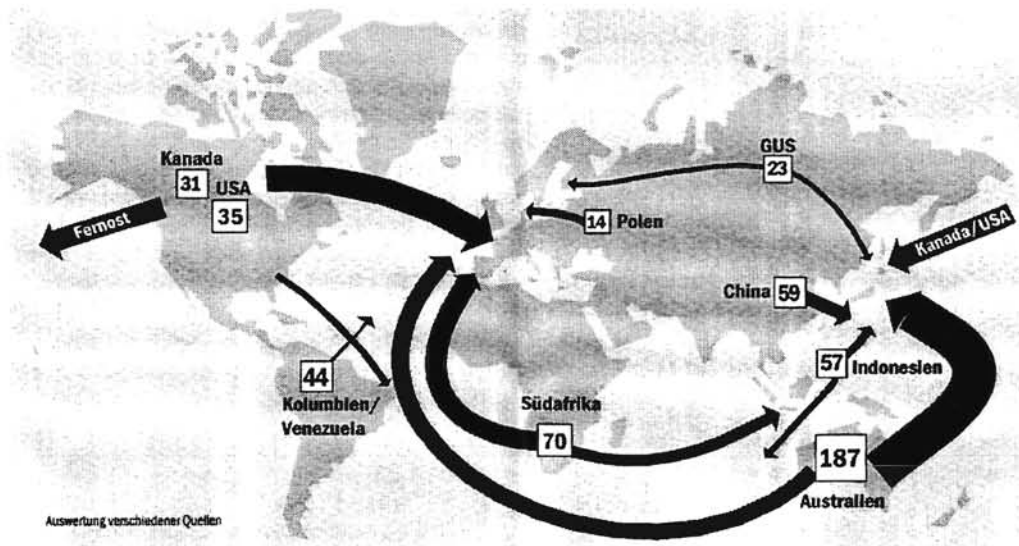 Kanada
31
USA
35
Fernost
GUS
23
14 Polen
Kanada/USA
China 59
57 Indonesien
44
Kolumbien/
Venezuela
Südafrika
70
187
Australien
Auswertung verschiedener Quellen